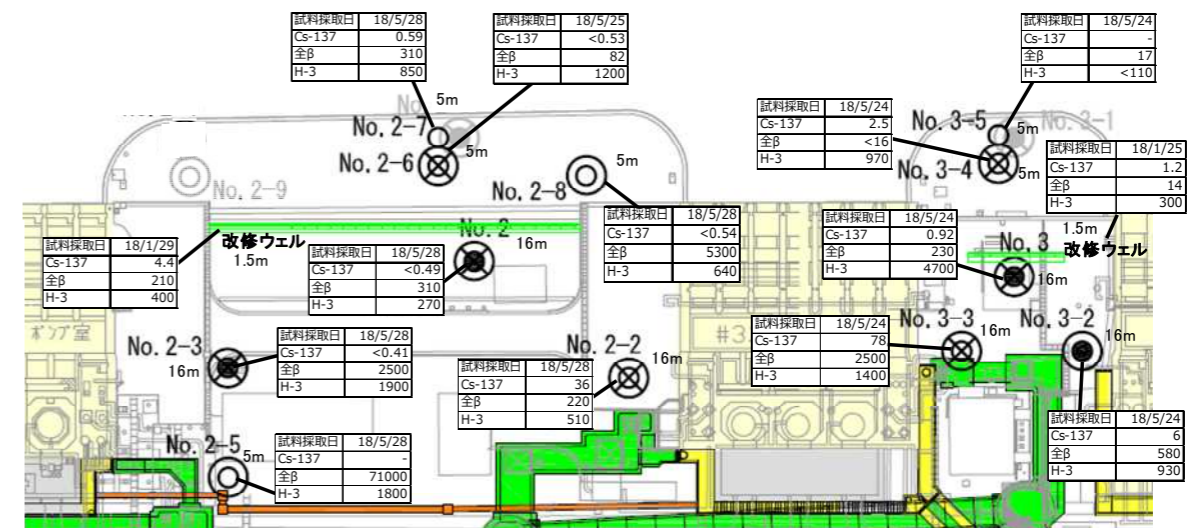 試料採取日 18/5/28
Cs-137 0.59
全β 310
H-3 850
試料採取日 18/5/25
Cs-137 <0.53
全β 82
H-3 1200
試料採取日 18/5/24
Cs-137 -
全β 17
H-3 <110
5m
No. 2-7
No. 2-6
5m
試料採取日 18/5/24
Cs-137 2.5
全β <16
H-3 970
No. 3-5
5m
No. 3-1
No. 3-4
5m
試料採取日 18/1/25
Cs-137 1.2
全β 14
H-3 300
No. 2-9
No. 2-8
5m
試料採取日 18/5/28
Cs-137 <0.54
全β 5300
H-3 640
試料採取日 18/5/24
Cs-137 0.92
全β 230
H-3 4700
1.5m
改修ウェル
No. 3
16m
試料採取日 18/1/29
Cs-137 4.4
全β 210
H-3 400
改修ウェル
1.5m
No. 2
16m
試料採取日 18/5/28
Cs-137 <0.49
全β 310
H-3 270
ポンプ室
No. 2-3
16m
試料採取日 18/5/28
Cs-137 <0.41
全β 2500
H-3 1900
No. 2-2
16m
試料採取日 18/5/28
Cs-137 36
全β 220
H-3 510
#3
試料採取日 18/5/24
Cs-137 78
全β 2500
H-3 1400
No. 3-3
16m
No. 3-2
16m
試料採取日 18/5/24
Cs-137 6
全β 580
H-3 930
No. 2-5
5m
試料採取日 18/5/28
Cs-137 -
全β 71000
H-3 1800